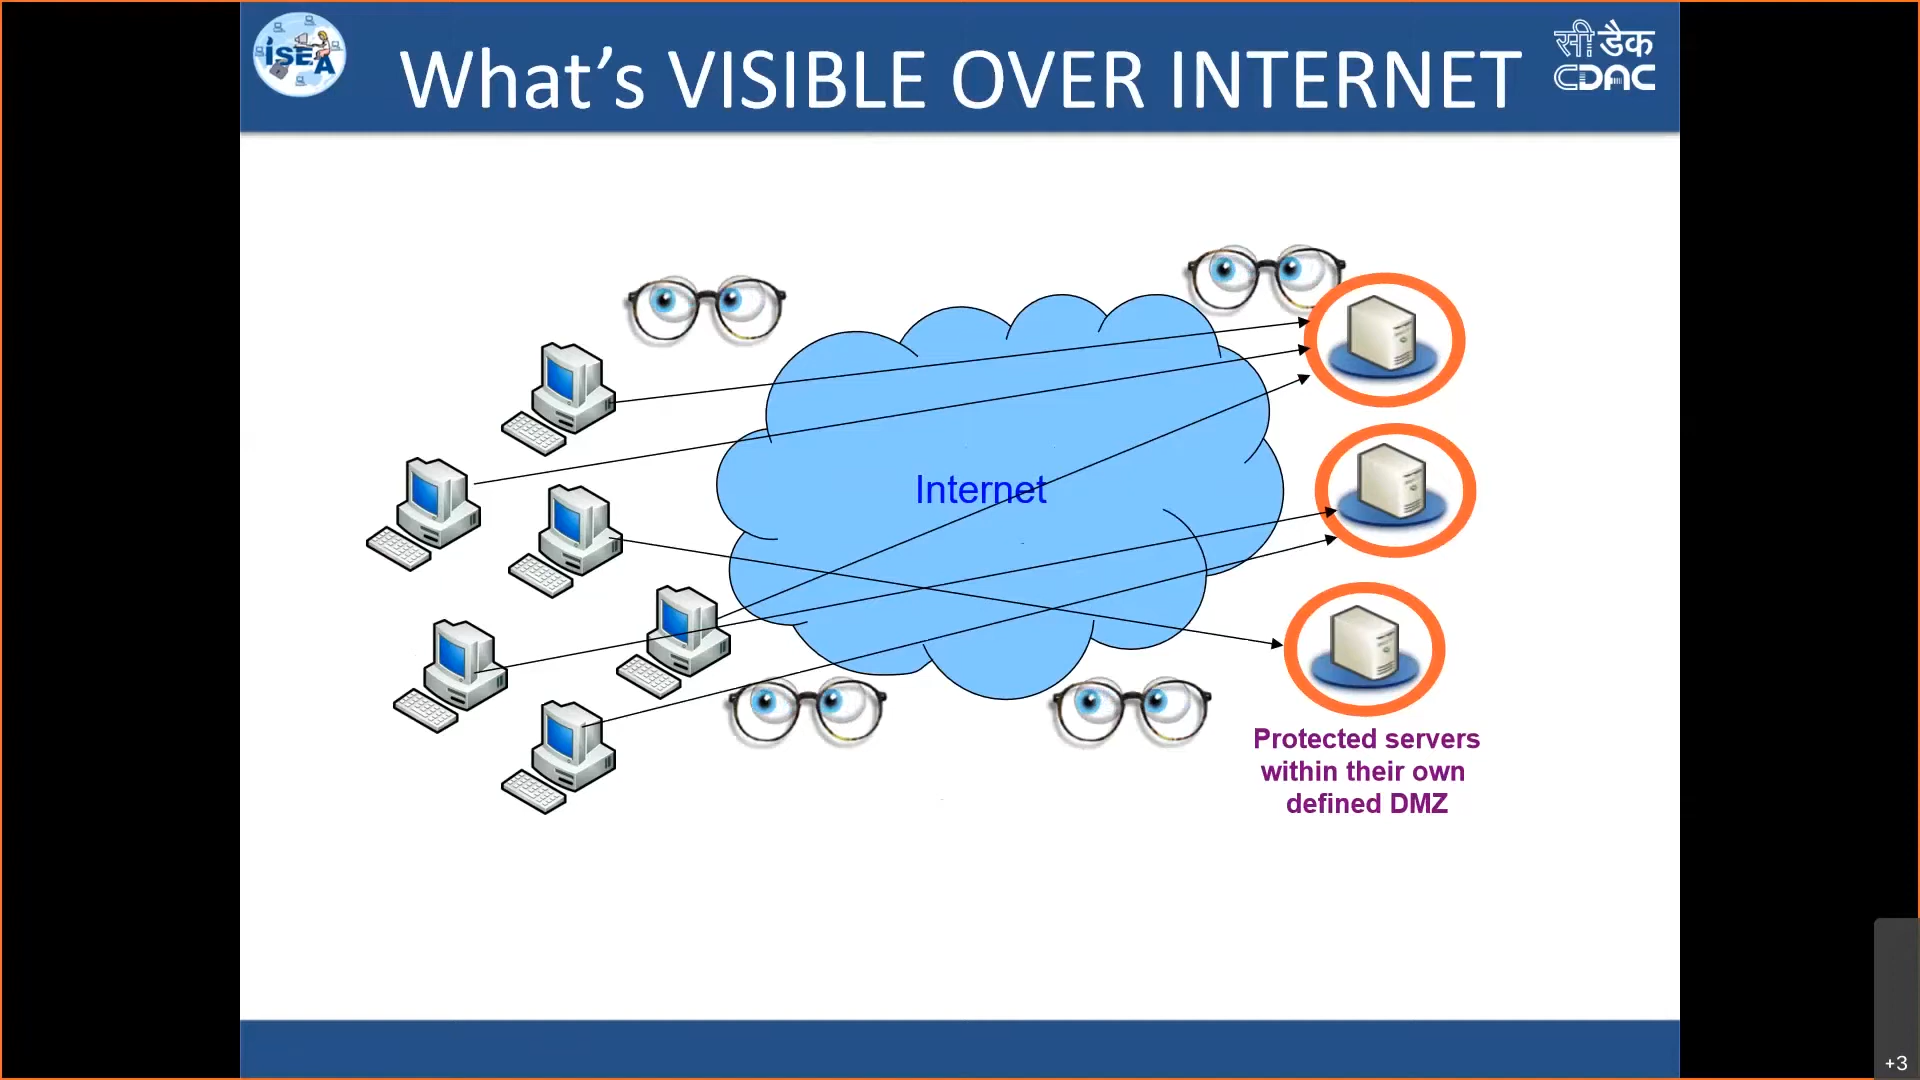 ISEA
What's VISIBLE OVER INTERNET
सी डैक
CDAC
Internet
Protected servers
within their own
defined DMZ
+3